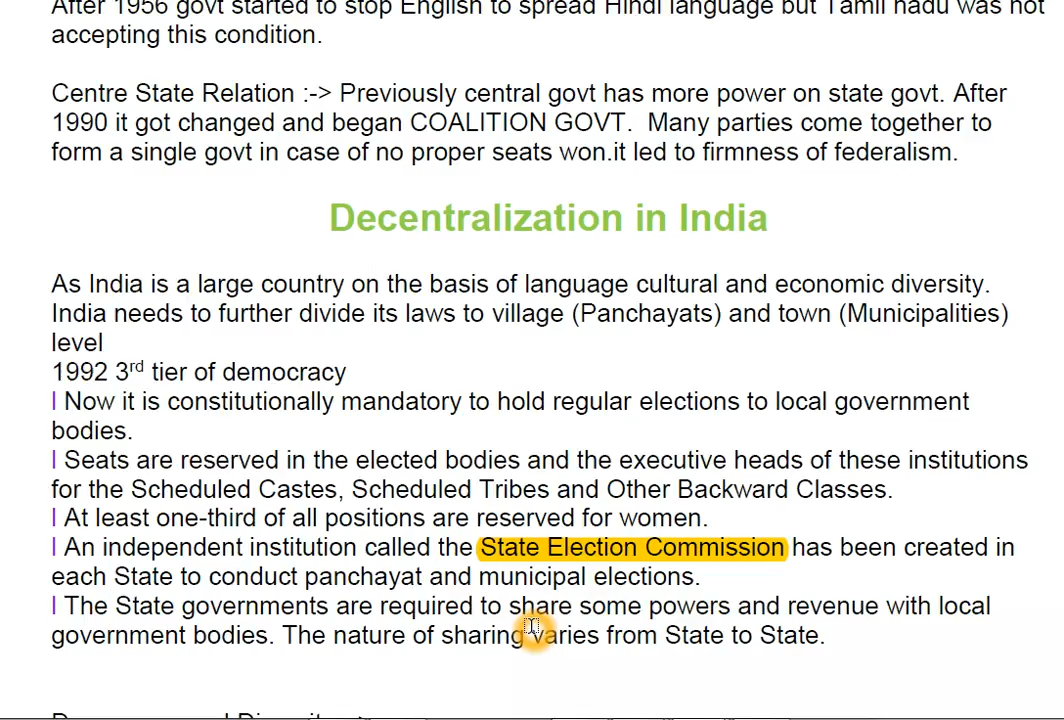 After 1956 govt started to stop English to spread Hindi language but Tamil nadu was not
accepting this condition.
Centre State Relation :-> Previously central govt has more power on state govt. After
1990 it got changed and began COALITION GOVT.  Many parties come together to
form a single govt in case of no proper seats won.it led to firmness of federalism.
Decentralization in India
As India is a large country on the basis of language cultural and economic diversity.
India needs to further divide its laws to village (Panchayats) and town (Municipalities)
level
1992 3rd tier of democracy
l Now it is constitutionally mandatory to hold regular elections to local government
bodies.
l Seats are reserved in the elected bodies and the executive heads of these institutions
for the Scheduled Castes, Scheduled Tribes and Other Backward Classes.
l At least one-third of all positions are reserved for women.
l An independent institution called the State Election Commission has been created in
each State to conduct panchayat and municipal elections.
l The State governments are required to share some powers and revenue with local
government bodies. The nature of sharing varies from State to State.